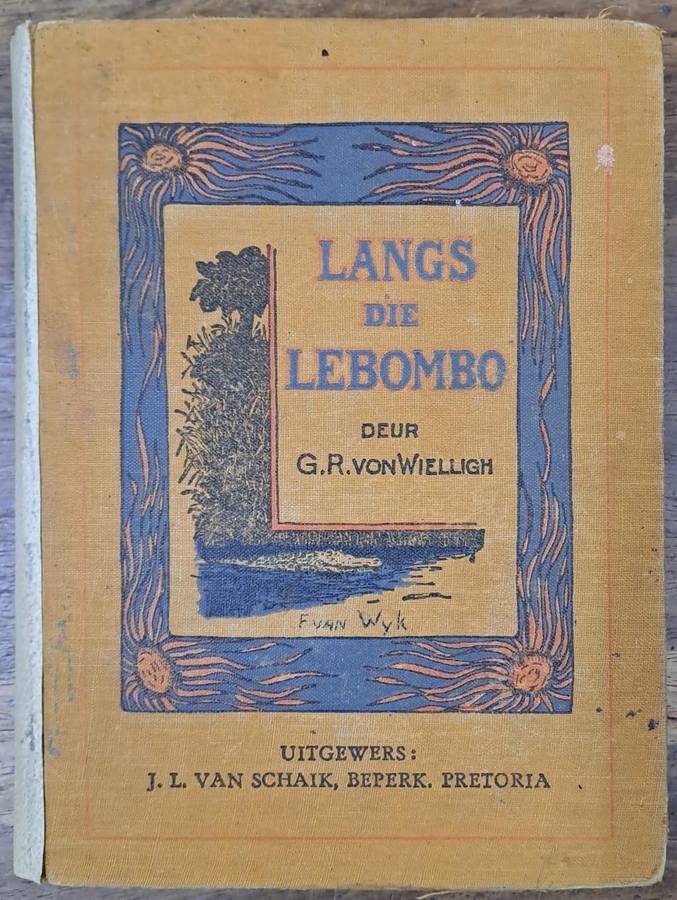 LANGS
DIE
LEBOMBO
DEUR
G.R. VON WIELLIGH
F VAN Wyk
UITGEWERS:
J. L. VAN SCHAIK, BEPERK. PRETORIA